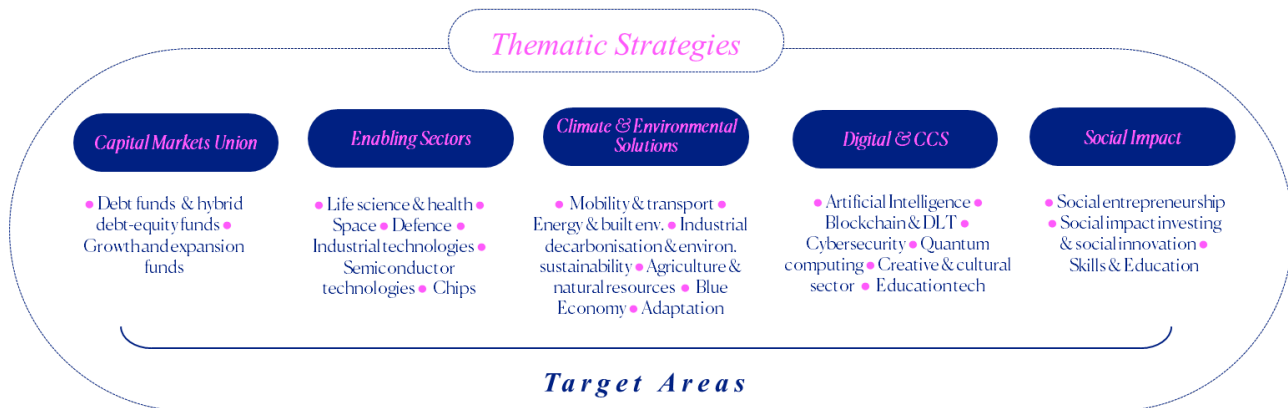 Thematic Strategies
Capital Markets Union
• Debt funds & hybrid
debt-equity funds •
Growth and expansion
funds
Enabling Sectors
• Life science & health •
Space • Defence •
Industrial technologies •
Semiconductor
technologies • Chips
Climate & Environmental
Solutions
• Mobility & transport •
Energy & built env. • Industrial
decarbonisation & environ.
sustainability • Agriculture &
natural resources • Blue
Economy • Adaptation
Digital & CCS
• Artificial Intelligence •
Blockchain & DLT •
Cybersecurity • Quantum
computing • Creative & cultural
sector • Education tech
Social Impact
• Social entrepreneurship
• Social impact investing
& social innovation •
Skills & Education
Target Areas